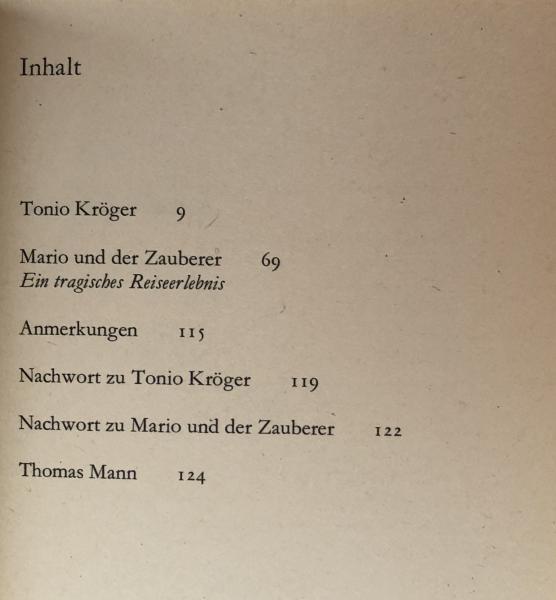 Inhalt
Tonio Kröger 9
Mario und der Zauberer 69
Ein tragisches Reiseerlebnis
Anmerkungen 115
Nachwort zu Tonio Kröger 119
Nachwort zu Mario und der Zauberer 122
Thomas Mann 124